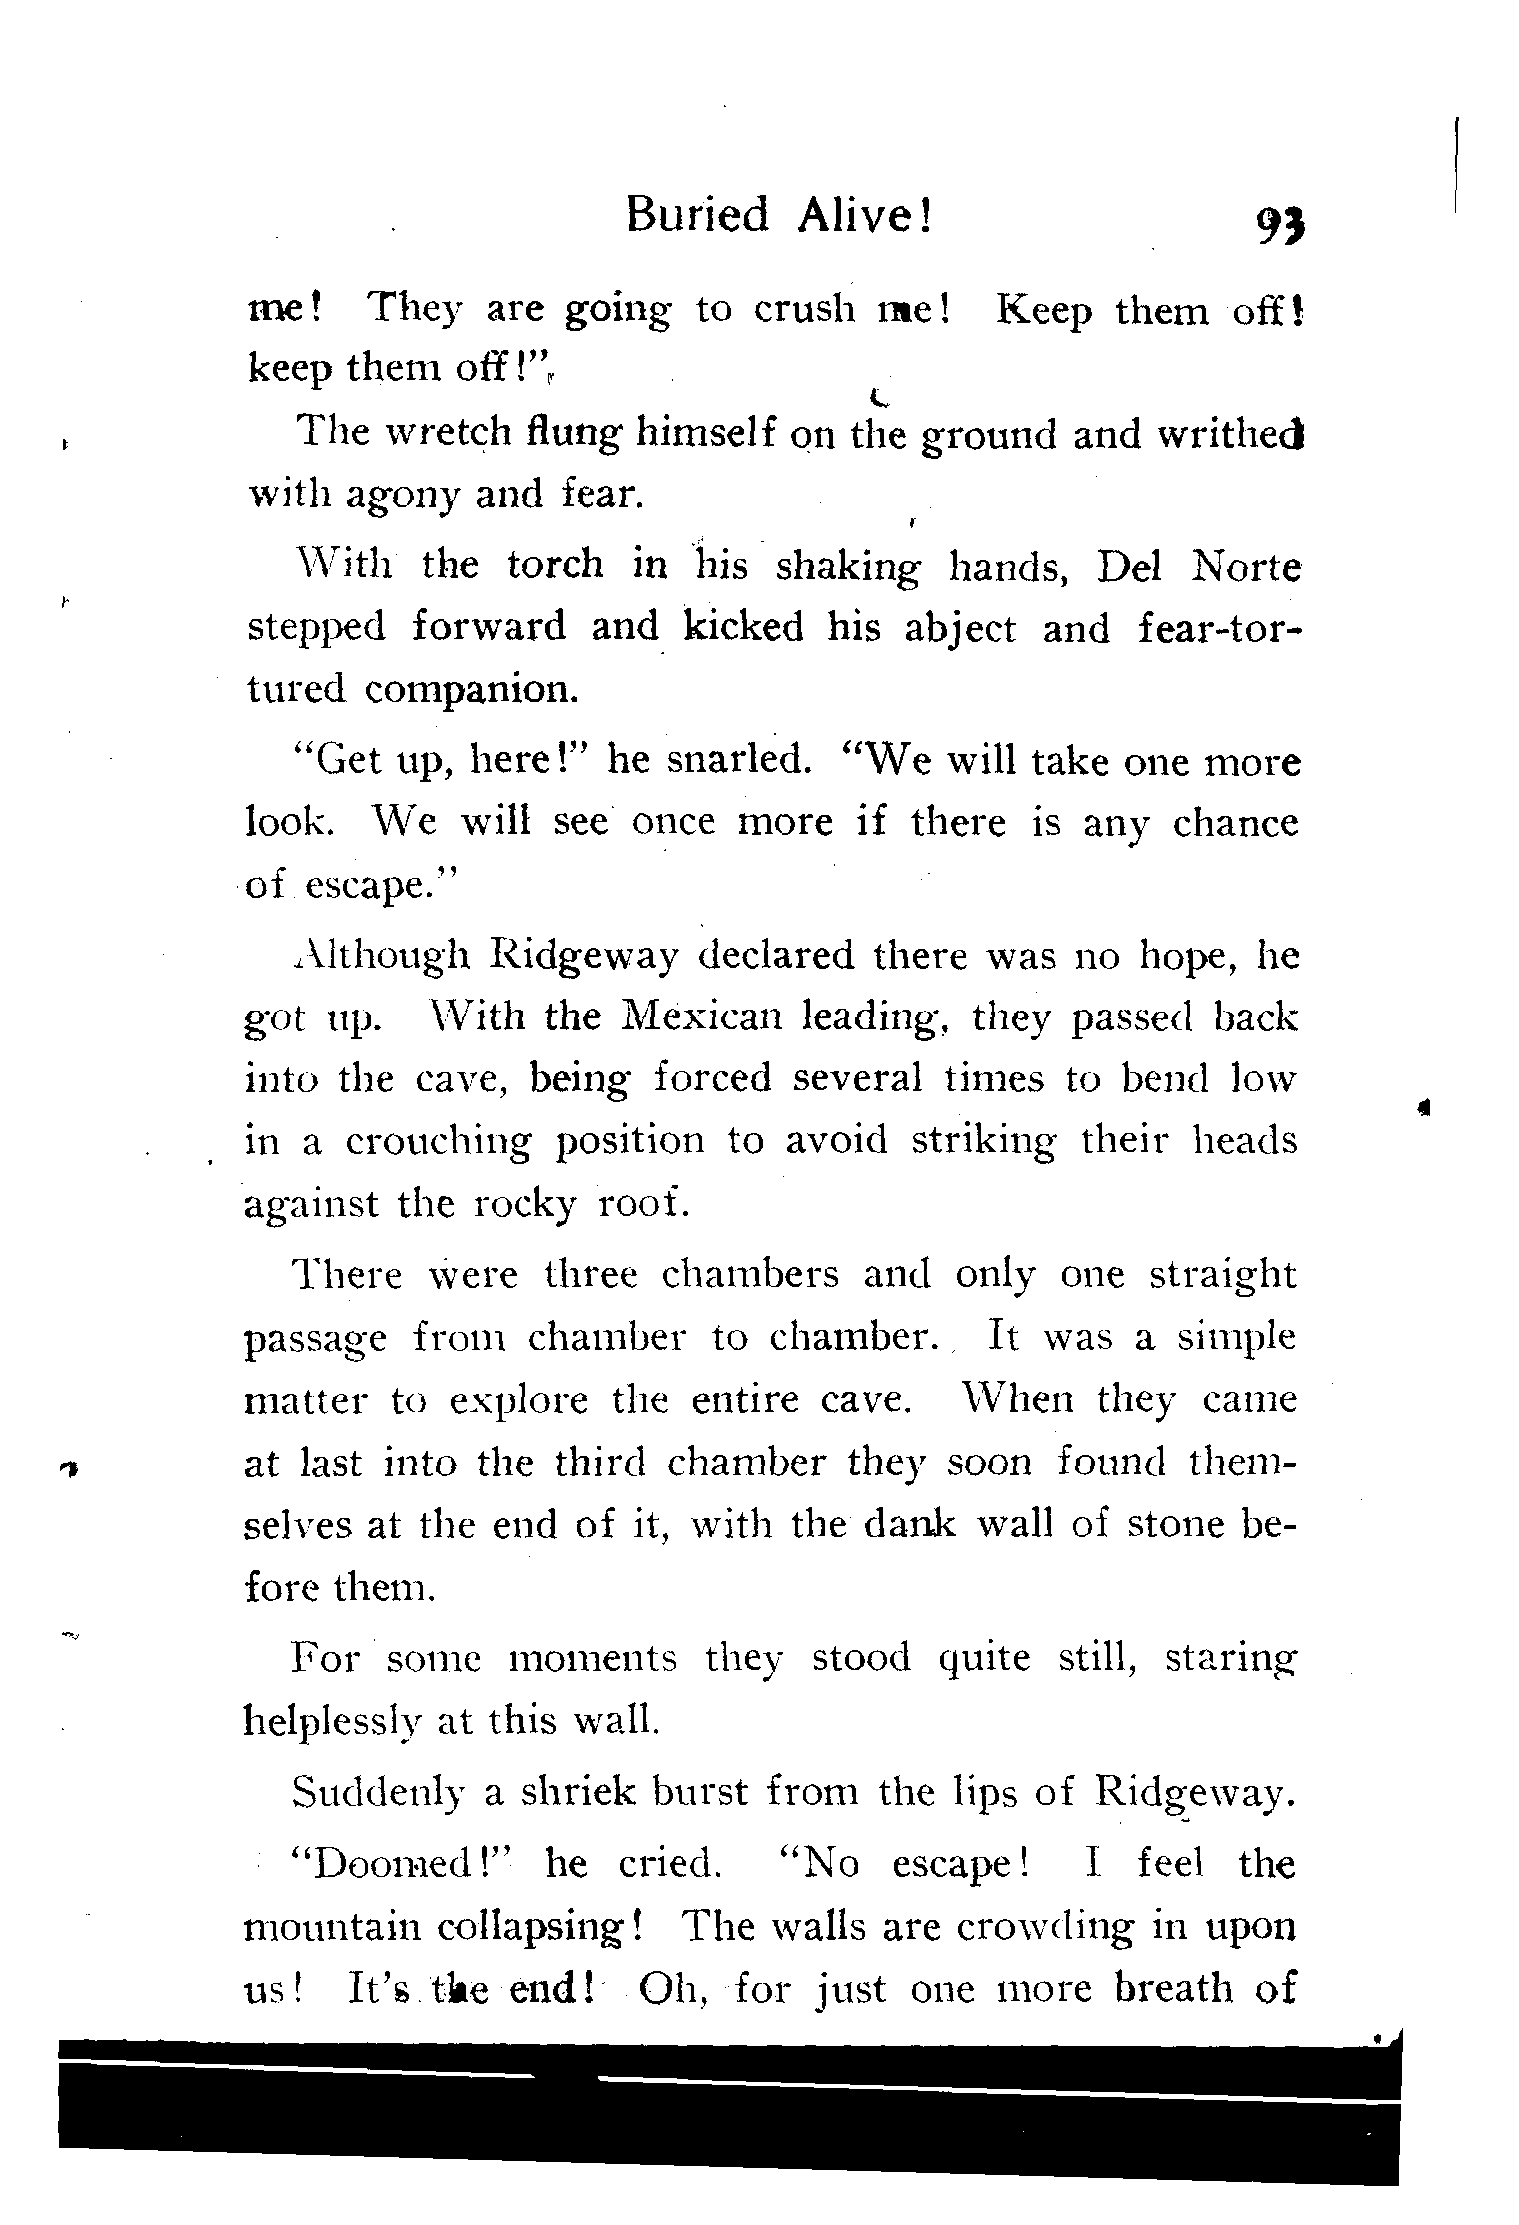 Buried Alive! 93
me! They are going to crush me! Keep them off!
keep them off!"
The wretch flung himself on the ground and writhed
with agony and fear.
With the torch in his shaking hands, Del Norte
stepped forward and kicked his abject and fear-tor-
tured companion.
"Get up, here!" he snarled. "We will take one more
look. We will see once more if there is any chance
of escape."
Although Ridgeway declared there was no hope, he
got up. With the Mexican leading, they passed back
into the cave, being forced several times to bend low
in a crouching position to avoid striking their heads
against the rocky roof.
There were three chambers and only one straight
passage from chamber to chamber. It was a simple
matter to explore the entire cave. When they came
at last into the third chamber they soon found them-
selves at the end of it, with the dank wall of stone be-
fore them.
For some moments they stood quite still, staring
helplessly at this wall.
Suddenly a shriek burst from the lips of Ridgeway.
"Doomed!" he cried. "No escape! I feel the
mountain collapsing! The walls are crowding in upon
us! It's the end! Oh, for just one more breath of